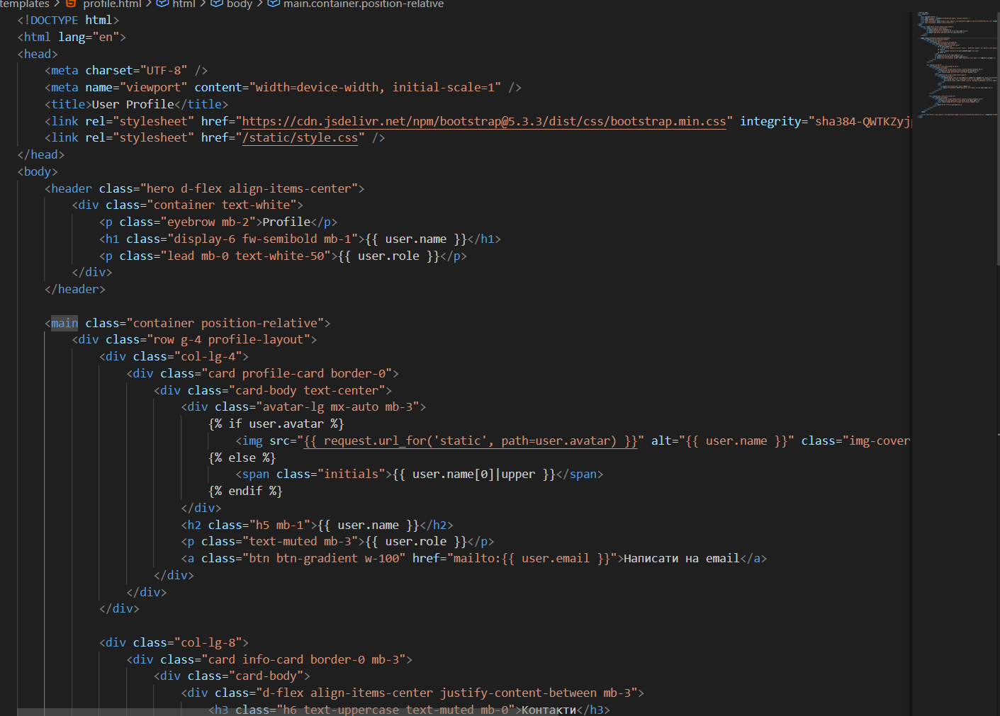 templates > profile.html > html > body > main.container.position-relative
<!DOCTYPE html>
<html lang="en">
<head>
<meta charset="UTF-8" />
<meta name="viewport" content="width=device-width, initial-scale=1" />
<title>User Profile</title>
<link rel="stylesheet" href="https://cdn.jsdelivr.net/npm/bootstrap@5.3.3/dist/css/bootstrap.min.css" integrity="sha384-QWTKZyj
<link rel="stylesheet" href="/static/style.css" />
</head>
<body>
<header class="hero d-flex align-items-center">
<div class="container text-white">
<p class="eyebrow mb-2">Profile</p>
<h1 class="display-6 fw-semibold mb-1">{{ user.name }}</h1>
<p class="lead mb-0 text-white-50">{{ user.role }}</p>
</div>
</header>
<main class="container position-relative">
<div class="row g-4 profile-layout">
<div class="col-lg-4">
<div class="card profile-card border-0">
<div class="card-body text-center">
<div class="avatar-lg mx-auto mb-3">
{% if user.avatar %}
<img src="{{ request.url_for('static', path=user.avatar) }}" alt="{{ user.name }}" class="img-cover
{% else %}
<span class="initials">{{ user.name[0]|upper }}</span>
{% endif %}
</div>
<h2 class="h5 mb-1">{{ user.name }}</h2>
<p class="text-muted mb-3">{{ user.role }}</p>
<a class="btn btn-gradient w-100" href="mailto:{{ user.email }}">Написати на email</a>
</div>
</div>
</div>
<div class="col-lg-8">
<div class="card info-card border-0 mb-3">
<div class="card-body">
<div class="d-flex align-items-center justify-content-between mb-3">
<h3 class="h6 text-uppercase text-muted mb-0">Контакти</h3>